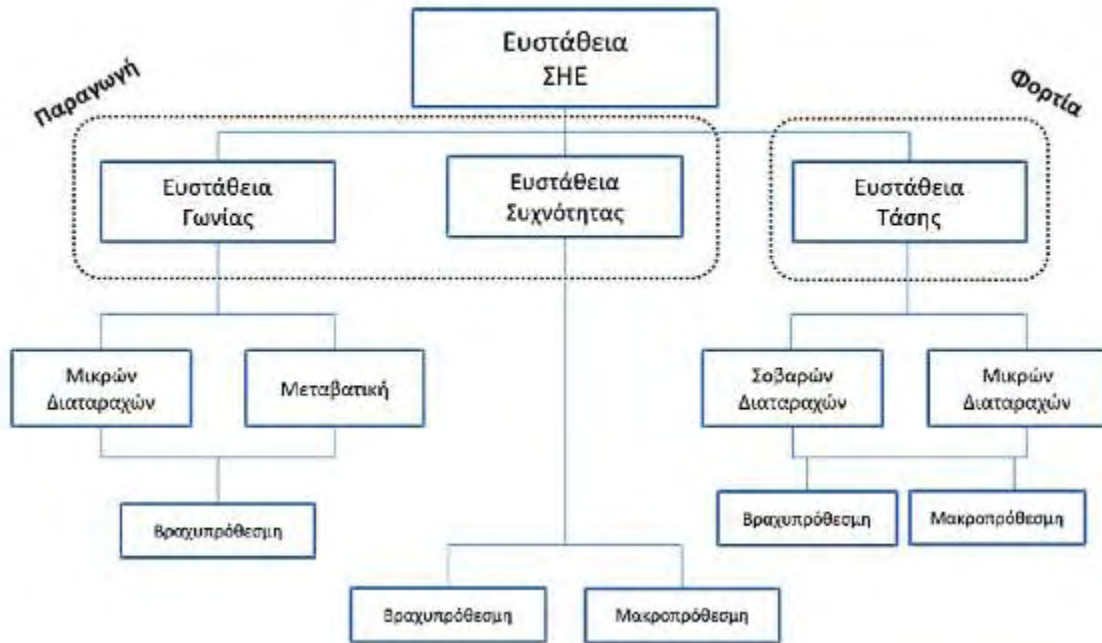 Ευστάθεια
ΣΗΕ
Παραγωγή
Φορτία
Ευστάθεια
Γωνίας
Ευστάθεια
Συχνότητας
Ευστάθεια
Τάσης
Μικρών
Διαταραχών
Μεταβατική
Σοβαρών
Διαταραχών
Μικρών
Διαταραχών
Βραχυπρόθεσμη
Βραχυπρόθεσμη
Μακροπρόθεσμη
Βραχυπρόθεσμη
Μακροπρόθεσμη